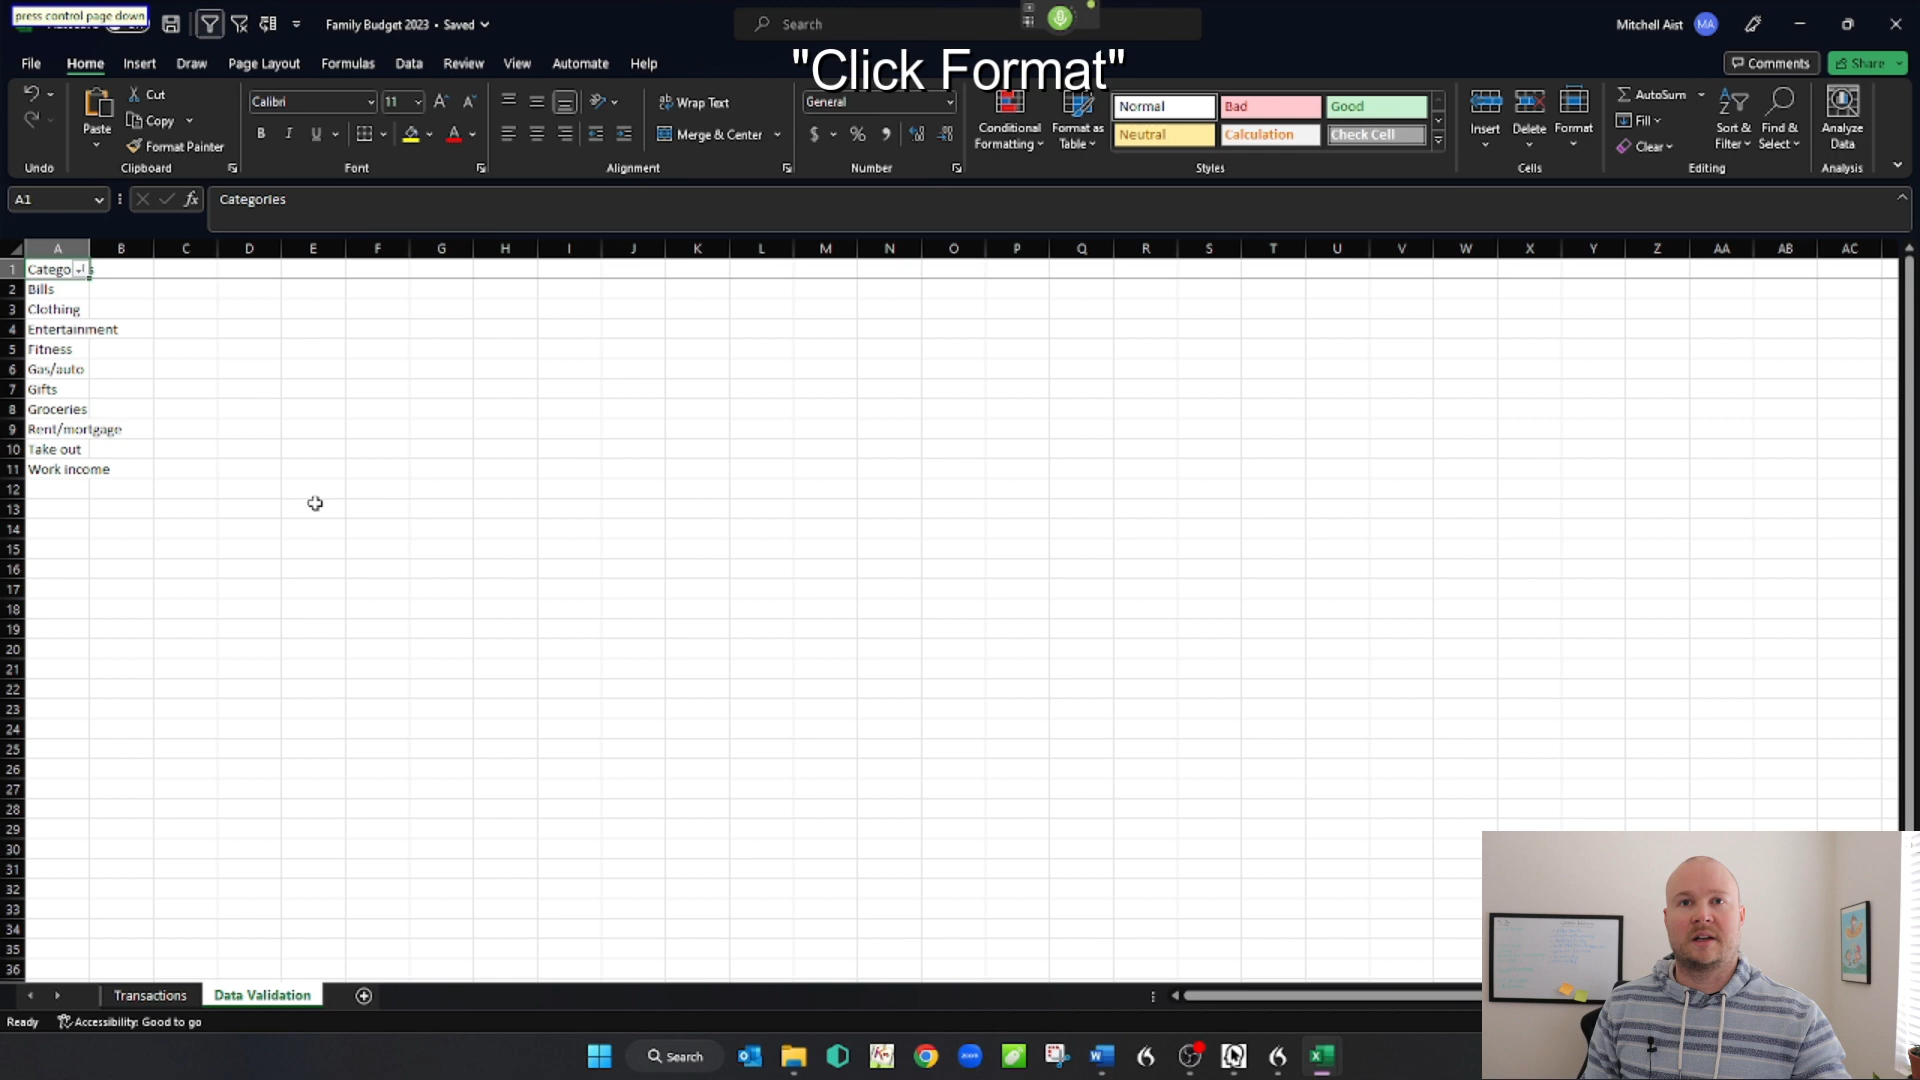 press control page down
Family Budget 2023 • Saved
Search
Mitchell Aist
MA
"Click Format"
File
Home
Insert
Draw
Page Layout
Formulas
Data
Review
View
Automate
Help
Comments
Share
Paste
Cut
Copy
Format Painter
Calibri
11
B
I
U
Wrap Text
Merge & Center
General
$
%
Conditional
Formatting
Format as
Table
Normal
Bad
Good
Neutral
Calculation
Check Cell
Insert
Delete
Format
AutoSum
Fill
Clear
Sort &
Filter
Find &
Select
Analyze
Data
Undo
Clipboard
Font
Alignment
Number
Styles
Cells
Editing
Analysis
A1
fx
Categories
A B C D E F G H I J K L M N O P Q R S T U V W X Y Z AA AB AC
1 Catego s
2 Bills
3 Clothing
4 Entertainment
5 Fitness
6 Gas/auto
7 Gifts
8 Groceries
9 Rent/mortgage
10 Take out
11 Work income
12
13
14
15
16
17
18
19
20
21
22
23
24
25
26
27
28
29
30
31
32
33
34
35
36
Transactions
Data Validation
Ready
Accessibility: Good to go
Search
zoom